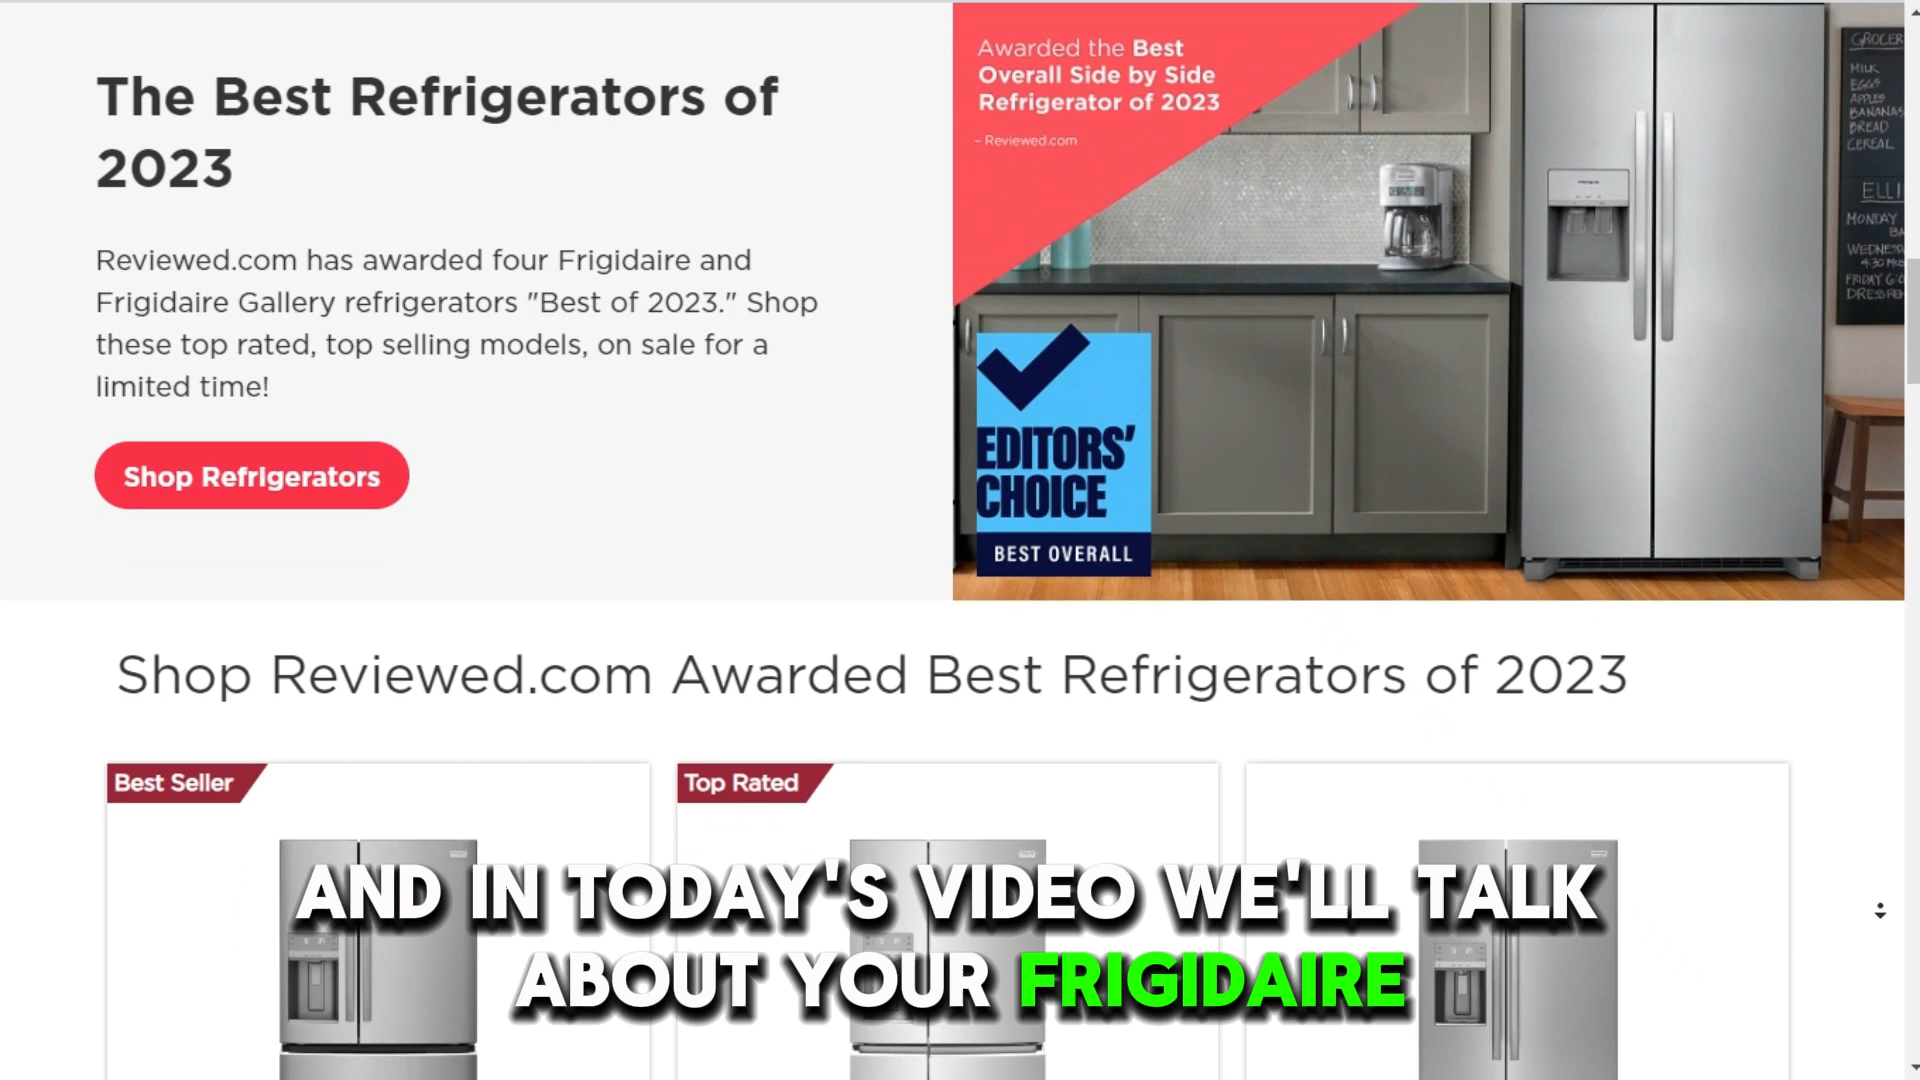 The Best Refrigerators of
2023
Reviewed.com has awarded four Frigidaire and
Frigidaire Gallery refrigerators "Best of 2023." Shop
these top rated, top selling models, on sale for a
limited time!
Shop Refrigerators
Awarded the Best
Overall Side by Side
Refrigerator of 2023
- Reviewed.com
EDITORS'
CHOICE
BEST OVERALL
GROCER
MILK
EGGS
APPLES
BANANAS
BREAD
CEREAL
ELLI
MONDAY
WEDNESD
FRIDAY
Shop Reviewed.com Awarded Best Refrigerators of 2023
Best Seller
Top Rated
AND IN TODAY'S VIDEO WE'LL TALK
ABOUT YOUR FRIGIDAIRE